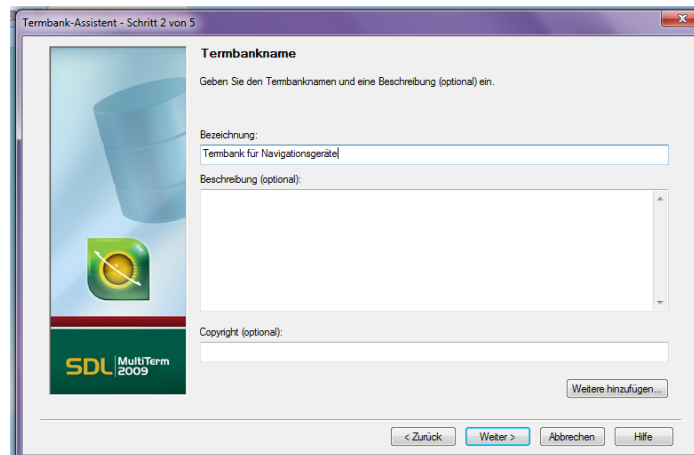 Termbank-Assistent - Schritt 2 von 5
Termbankname
Geben Sie den Termbanknamen und eine Beschreibung (optional) ein.
Bezeichnung:
Termbank für Navigationsgeräte
Beschreibung (optional):
Copyright (optional):
SDL MultiTerm
2009
Weitere hinzufügen...
< Zurück Weiter > Abbrechen Hilfe